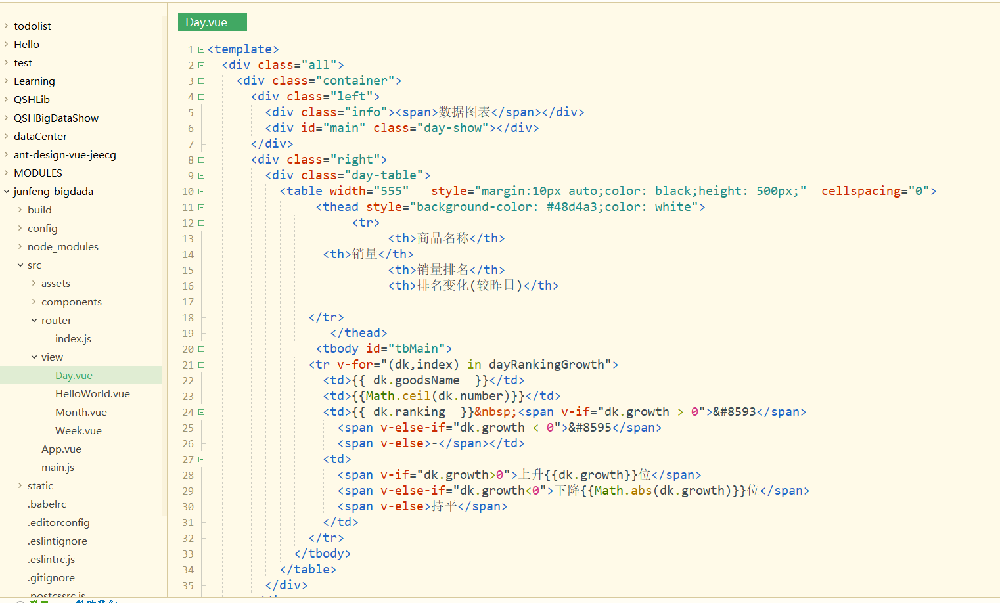 todolist
Hello
test
Learning
QSHLib
QSHBigDataShow
dataCenter
ant-design-vue-jeecg
MODULES
junfeng-bigdada
build
config
node_modules
src
assets
components
router
index.js
view
Day.vue
HelloWorld.vue
Month.vue
Week.vue
App.vue
main.js
static
.babelrc
.editorconfig
.eslintignore
.eslintrc.js
.gitignore
.postcssrc.js
Day.vue
1 <template>
2 <div class="all">
3 <div class="container">
4 <div class="left">
5 <div class="info"><span>数据图表</span></div>
6 <div id="main" class="day-show"></div>
7 </div>
8 <div class="right">
9 <div class="day-table">
10 <table width="555" style="margin:10px auto;color: black;height: 500px;" cellspacing="0">
11 <thead style="background-color: #48d4a3;color: white">
12 <tr>
13 <th>商品名称</th>
14 <th>销量</th>
15 <th>销量排名</th>
16 <th>排名变化(较昨日)</th>
17
18 </tr>
19 </thead>
20 <tbody id="tbMain">
21 <tr v-for="(dk,index) in dayRankingGrowth">
22 <td>{{ dk.goodsName }}</td>
23 <td>{{Math.ceil(dk.number)}}</td>
24 <td>{{ dk.ranking }}&nbsp;<span v-if="dk.growth > 0">&#8593</span>
25 <span v-else-if="dk.growth < 0">&#8595</span>
26 <span v-else>-</span></td>
27 <td>
28 <span v-if="dk.growth>0">上升{{dk.growth}}位</span>
29 <span v-else-if="dk.growth<0">下降{{Math.abs(dk.growth)}}位</span>
30 <span v-else>持平</span>
31 </td>
32 </tr>
33 </tbody>
34 </table>
35 </div>